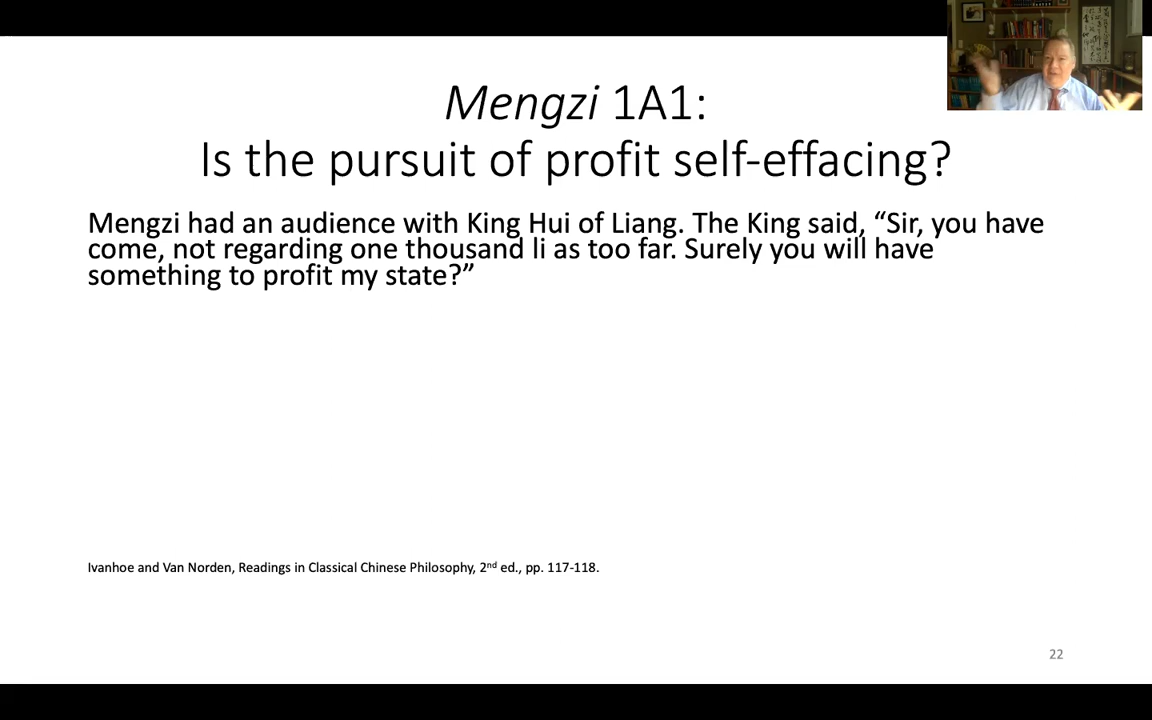 Mengzi 1A1:
Is the pursuit of profit self-effacing?
Mengzi had an audience with King Hui of Liang. The King said, “Sir, you have
come, not regarding one thousand li as too far. Surely you will have
something to profit my state?”
Ivanhoe and Van Norden, Readings in Classical Chinese Philosophy, 2nd ed., pp. 117-118.
22